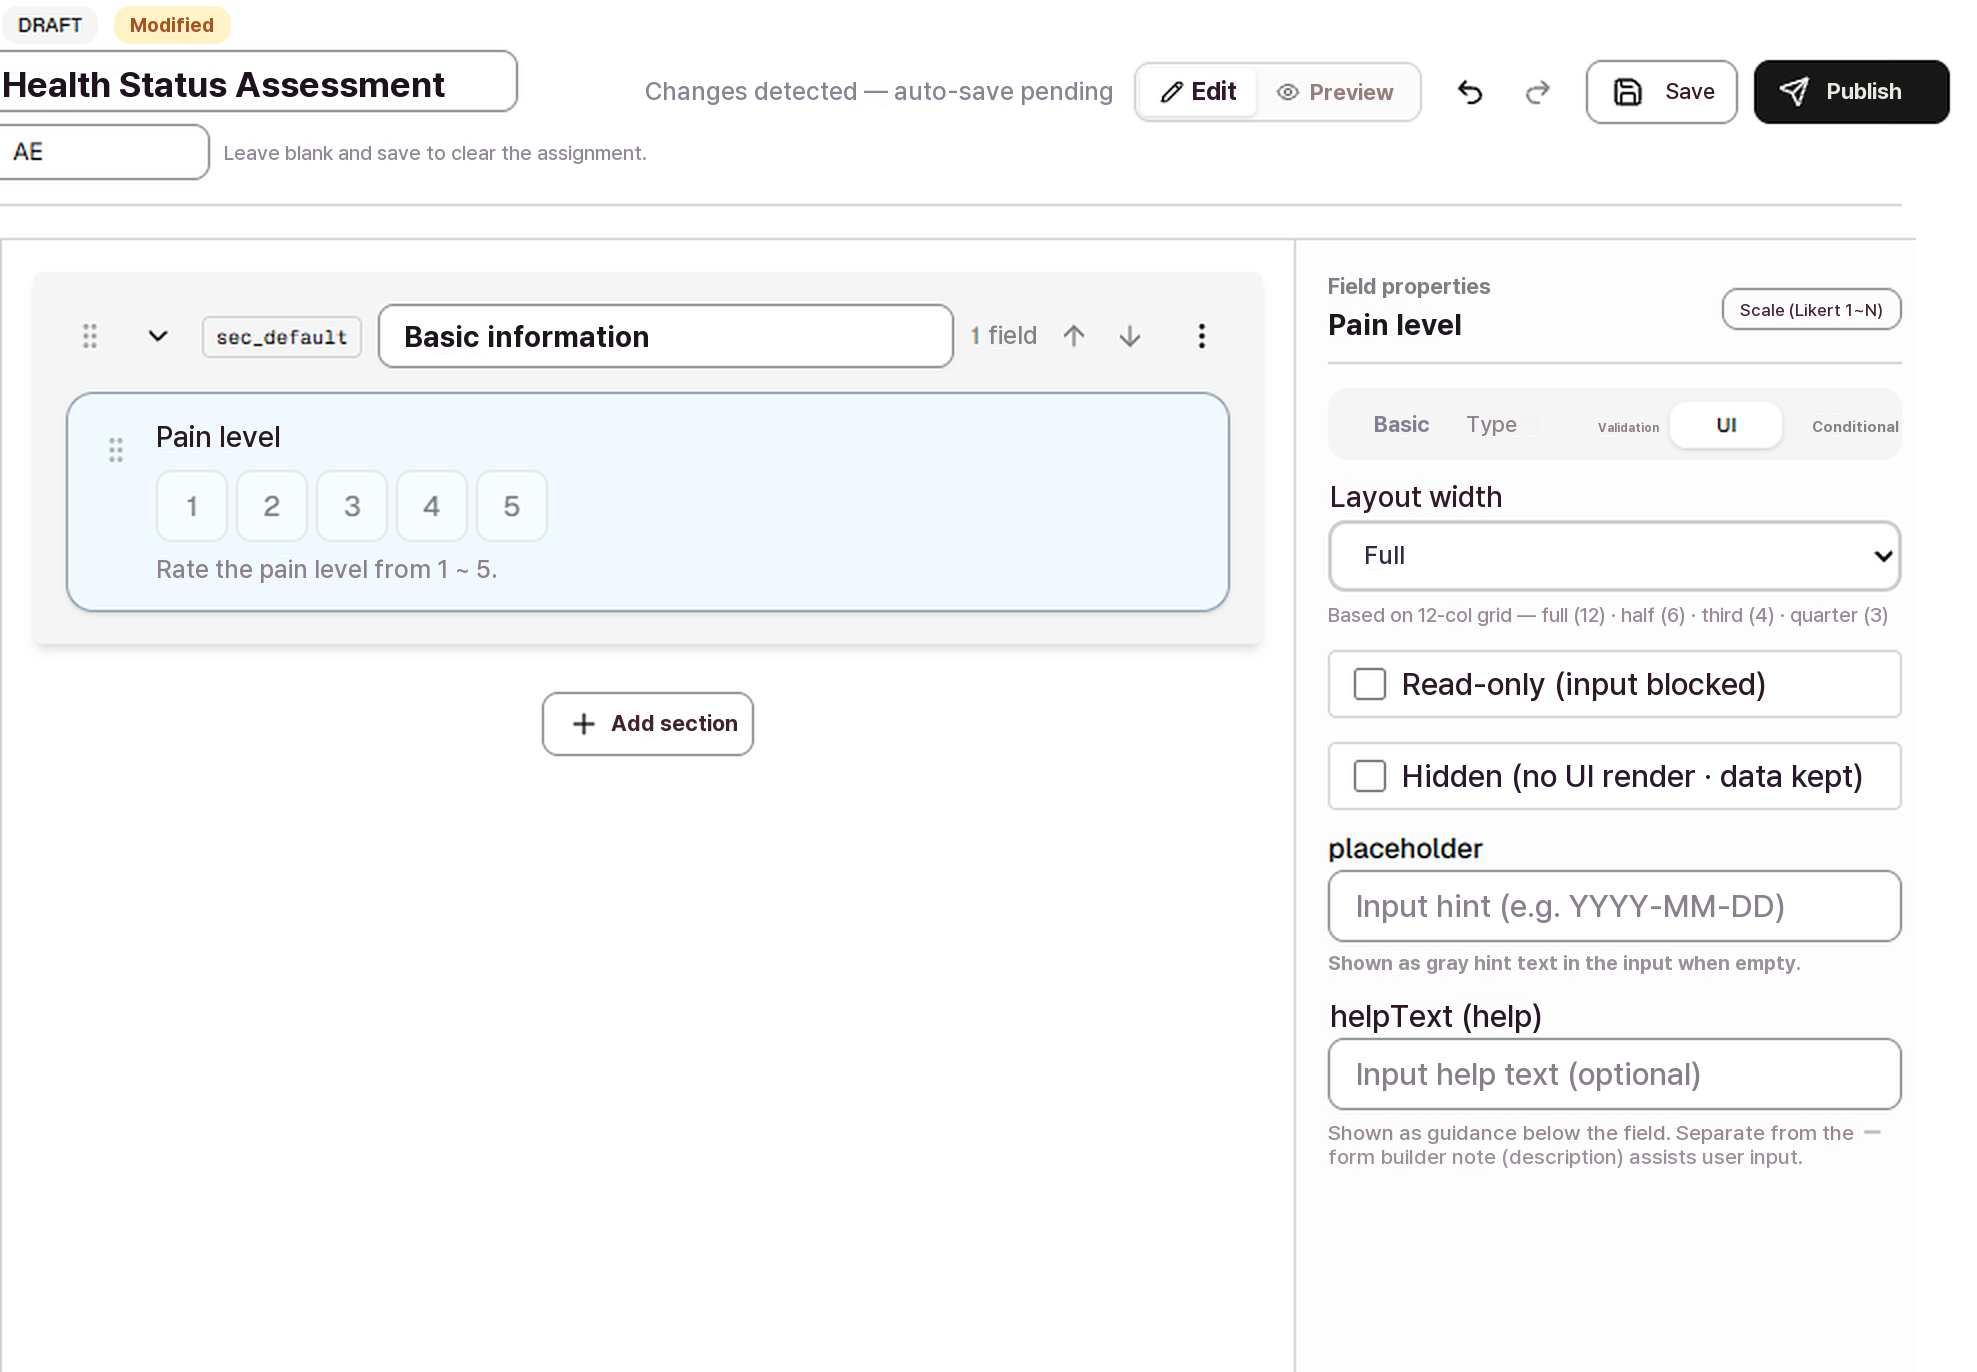 DRAFT Modified
Health Status Assessment
Changes detected — auto-save pending Edit Preview Save Publish
AE Leave blank and save to clear the assignment.
sec_default Basic information 1 field
Pain level
1 2 3 4 5
Rate the pain level from 1 ~ 5.
Add section
Field properties
Pain level Scale (Likert 1~N)
Basic Type Validation UI Conditional
Layout width
Full
Based on 12-col grid — full (12) · half (6) · third (4) · quarter (3)
Read-only (input blocked)
Hidden (no UI render · data kept)
placeholder
Input hint (e.g. YYYY-MM-DD)
Shown as gray hint text in the input when empty.
helpText (help)
Input help text (optional)
Shown as guidance below the field. Separate from the —
form builder note (description) assists user input.